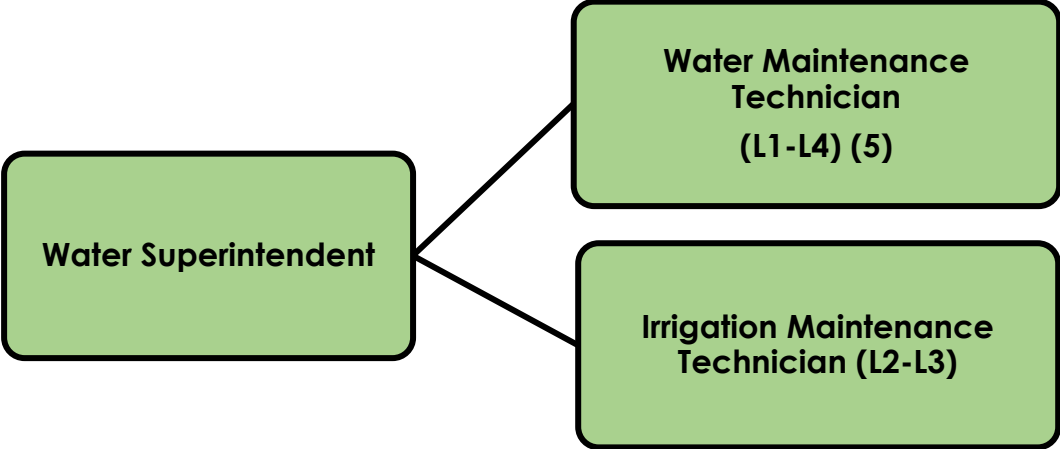 Water Superintendent
Water Maintenance
Technician
(L1-L4) (5)
Irrigation Maintenance
Technician (L2-L3)